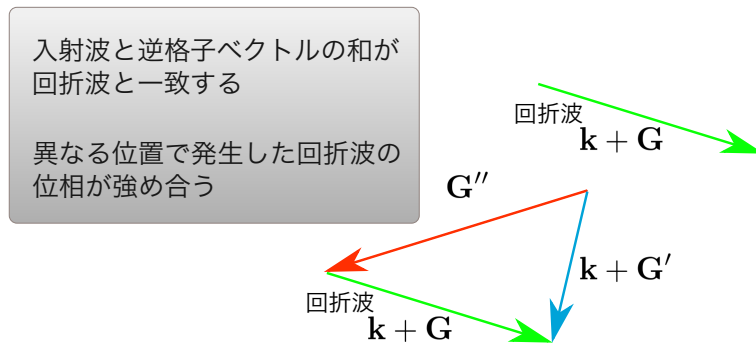 入射波と逆格子ベクトルの和が
回折波と一致する
異なる位置で発生した回折波の
位相が強め合う
回折波
k + G
G′′
k + G′
回折波
k + G